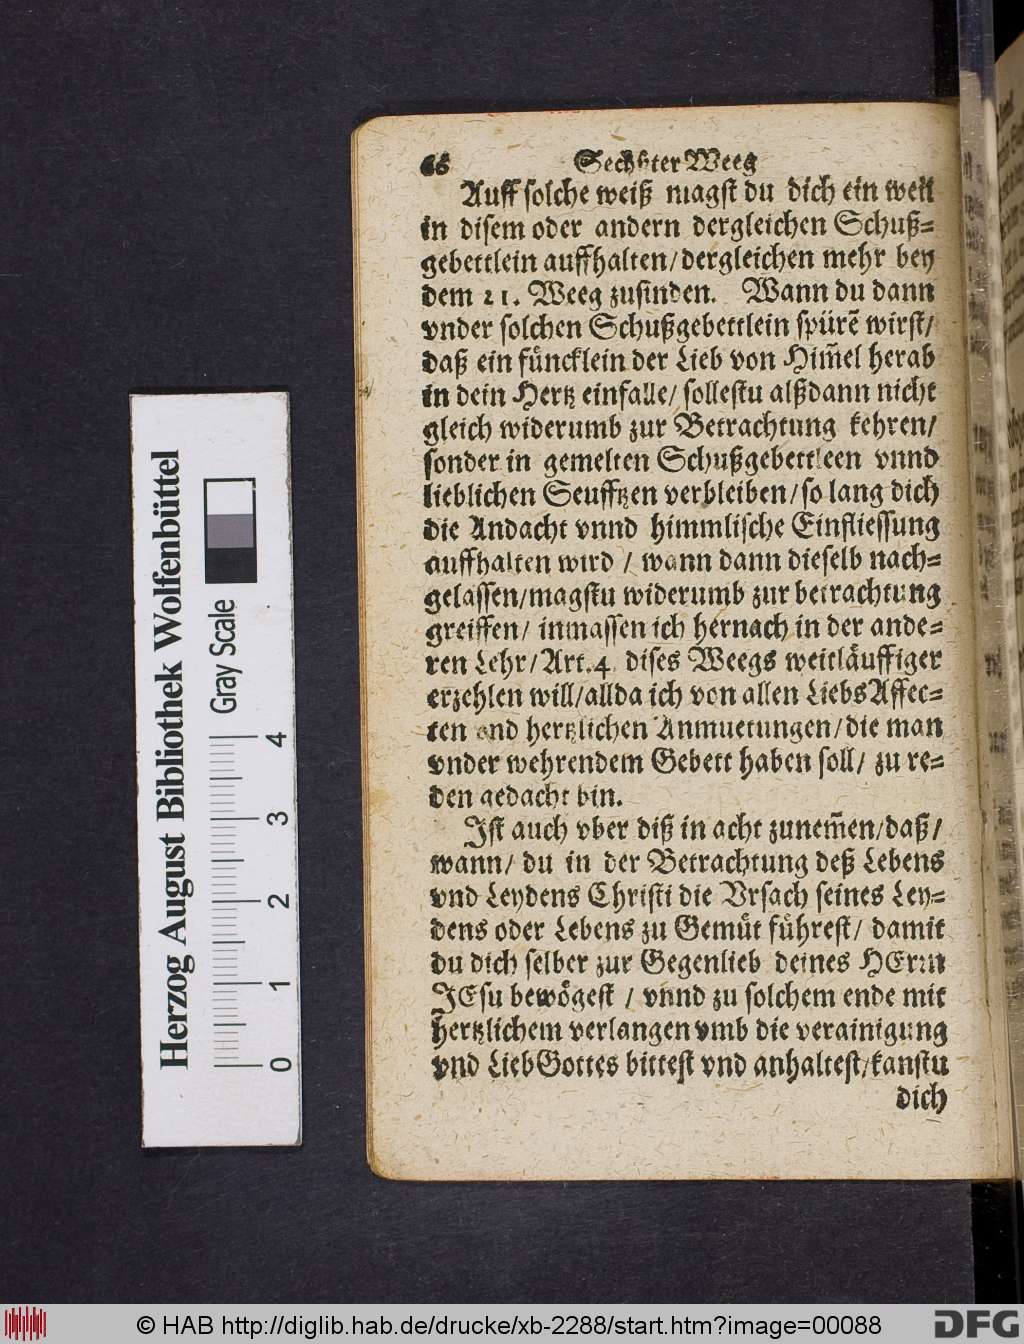 66 Sechster Weeg
Auff solche weiß magst du dich ein weil
in disem oder andern dergleichen Schuß-
gebettlein auffhalten/dergleichen mehr bey
dem 21. Weeg zufinden. Wann du dann
vnder solchen Schußgebettlein spürẽ wirst/
daß ein füncklein der Lieb von Him̃el herab
in dein Hertz einfalle/ sollestu alßdann nicht
gleich widerumb zur Betrachtung kehren/
sonder in gemelten Schußgebettleen vnnd
lieblichen Seufftzen verbleiben/so lang dich
die Andacht vnnd himmlische Einfliessung
auffhalten wird / wann dann dieselb nach-
gelassen/magstu widerumb zur betrachtung
greiffen/ inmassen ich hernach in der ande-
ren Lehr/Art.4 dises Weegs weitläuffiger
erzehlen will/allda ich von allen LiebsAffec-
ten vnd hertzlichen Anmuetungen/die man
vnder wehrendem Gebett haben soll/ zu re-
den gedacht bin.
Ist auch vber diß in acht zunem̃en/daß/
wann/ du in der Betrachtung deß Lebens
vnd Leydens Christi die Vrsach seines Ley-
dens oder Lebens zu Gemüt führest/ damit
du dich selber zur Gegenlieb deines HErrn
JEsu bewögest / vnnd zu solchem ende mit
hertzlichem verlangen vmb die verainigung
vnd LiebGottes bittest vnd anhaltest/kanstu
dich
Herzog August Bibliothek Wolfenbüttel
Gray Scale
0 1 2 3 4
© HAB http://diglib.hab.de/drucke/xb-2288/start.htm?image=00088
DFG